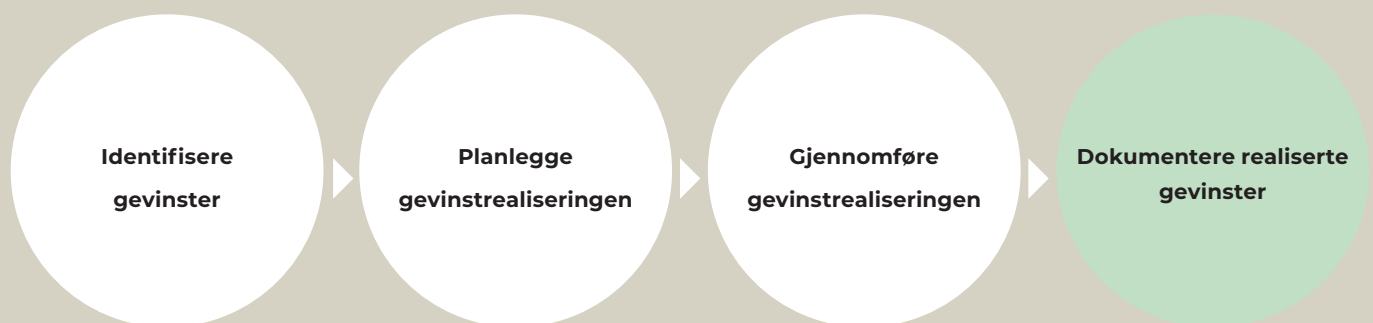 Identifisere
gevinster
Planlegge
gevinstrealiseringen
Gjennomføre
gevinstrealiseringen
Dokumentere realiserte
gevinster